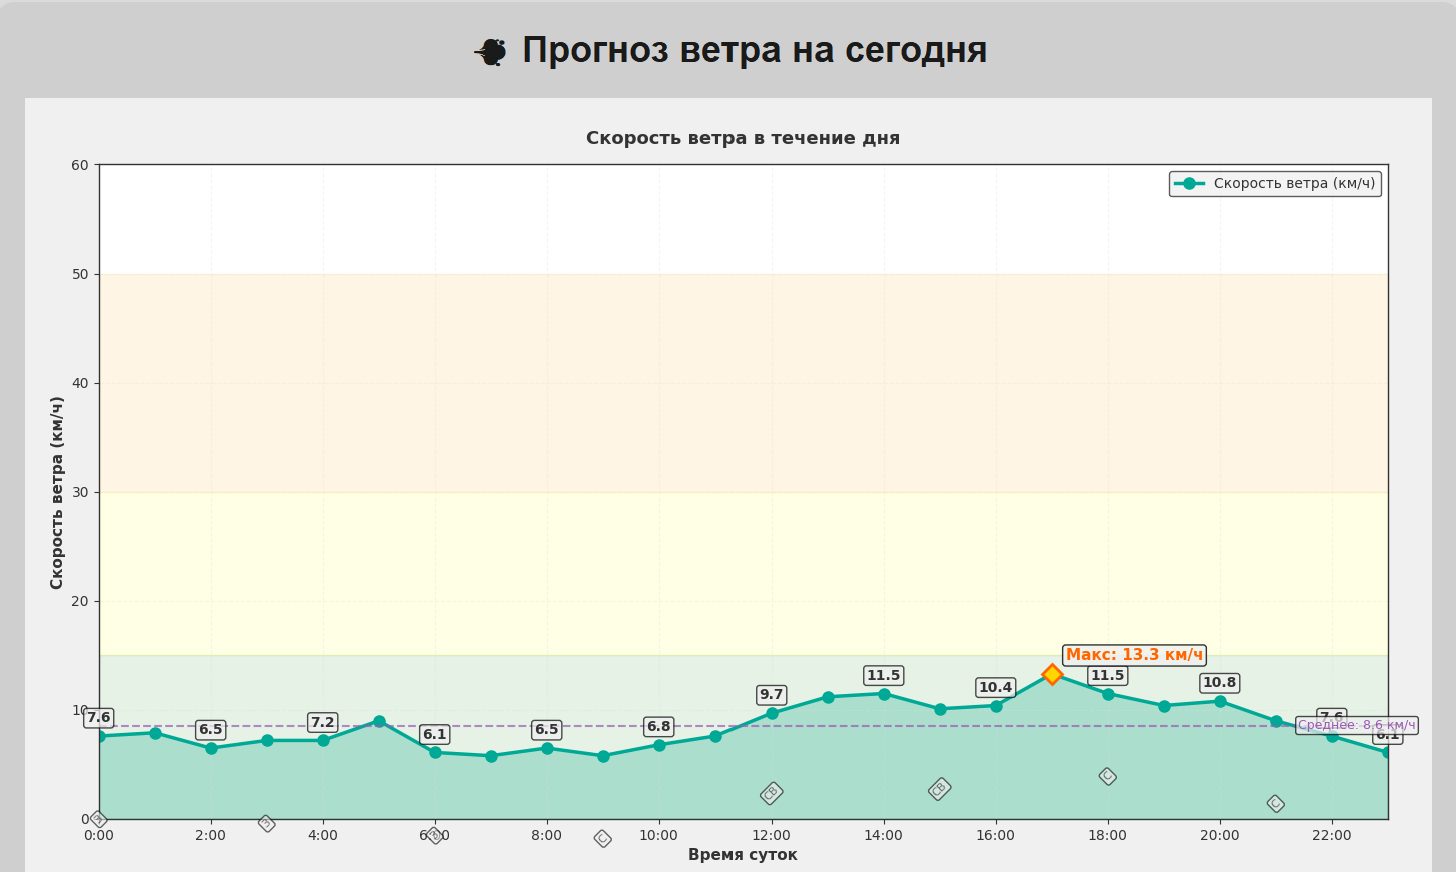 Прогноз ветра на сегодня
Скорость ветра в течение дня
Скорость ветра (км/ч)
Скорость ветра (км/ч)
60
50
40
30
20
10
0
Макс: 13.3 км/ч
7.6
6.5
7.2
6.1
6.5
6.8
9.7
11.5
10.4
11.5
10.8
7.6
6.1
Среднее: 8.6 км/ч
З
С
СВ
СВ
С
С
0:00
2:00
4:00
6:00
8:00
10:00
12:00
14:00
16:00
18:00
20:00
22:00
Время суток